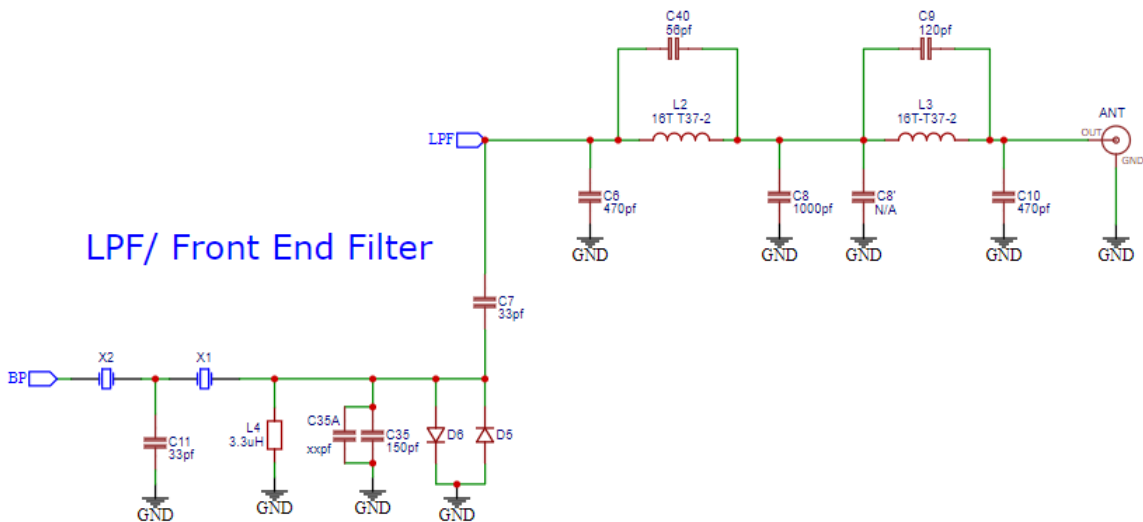 C40
56pf
C9
120pf
L2
16T T37-2
L3
16T-T37-2
ANT
LPF
OUT
GND
C6
470pf
C8
1000pf
C8'
N/A
C10
470pf
GND
GND
GND
GND
GND
LPF/ Front End Filter
C7
33pf
X2
X1
BP
C11
33pf
L4
3.3uH
C35A
xxpf
C35
150pf
D6
D5
GND
GND
GND
GND